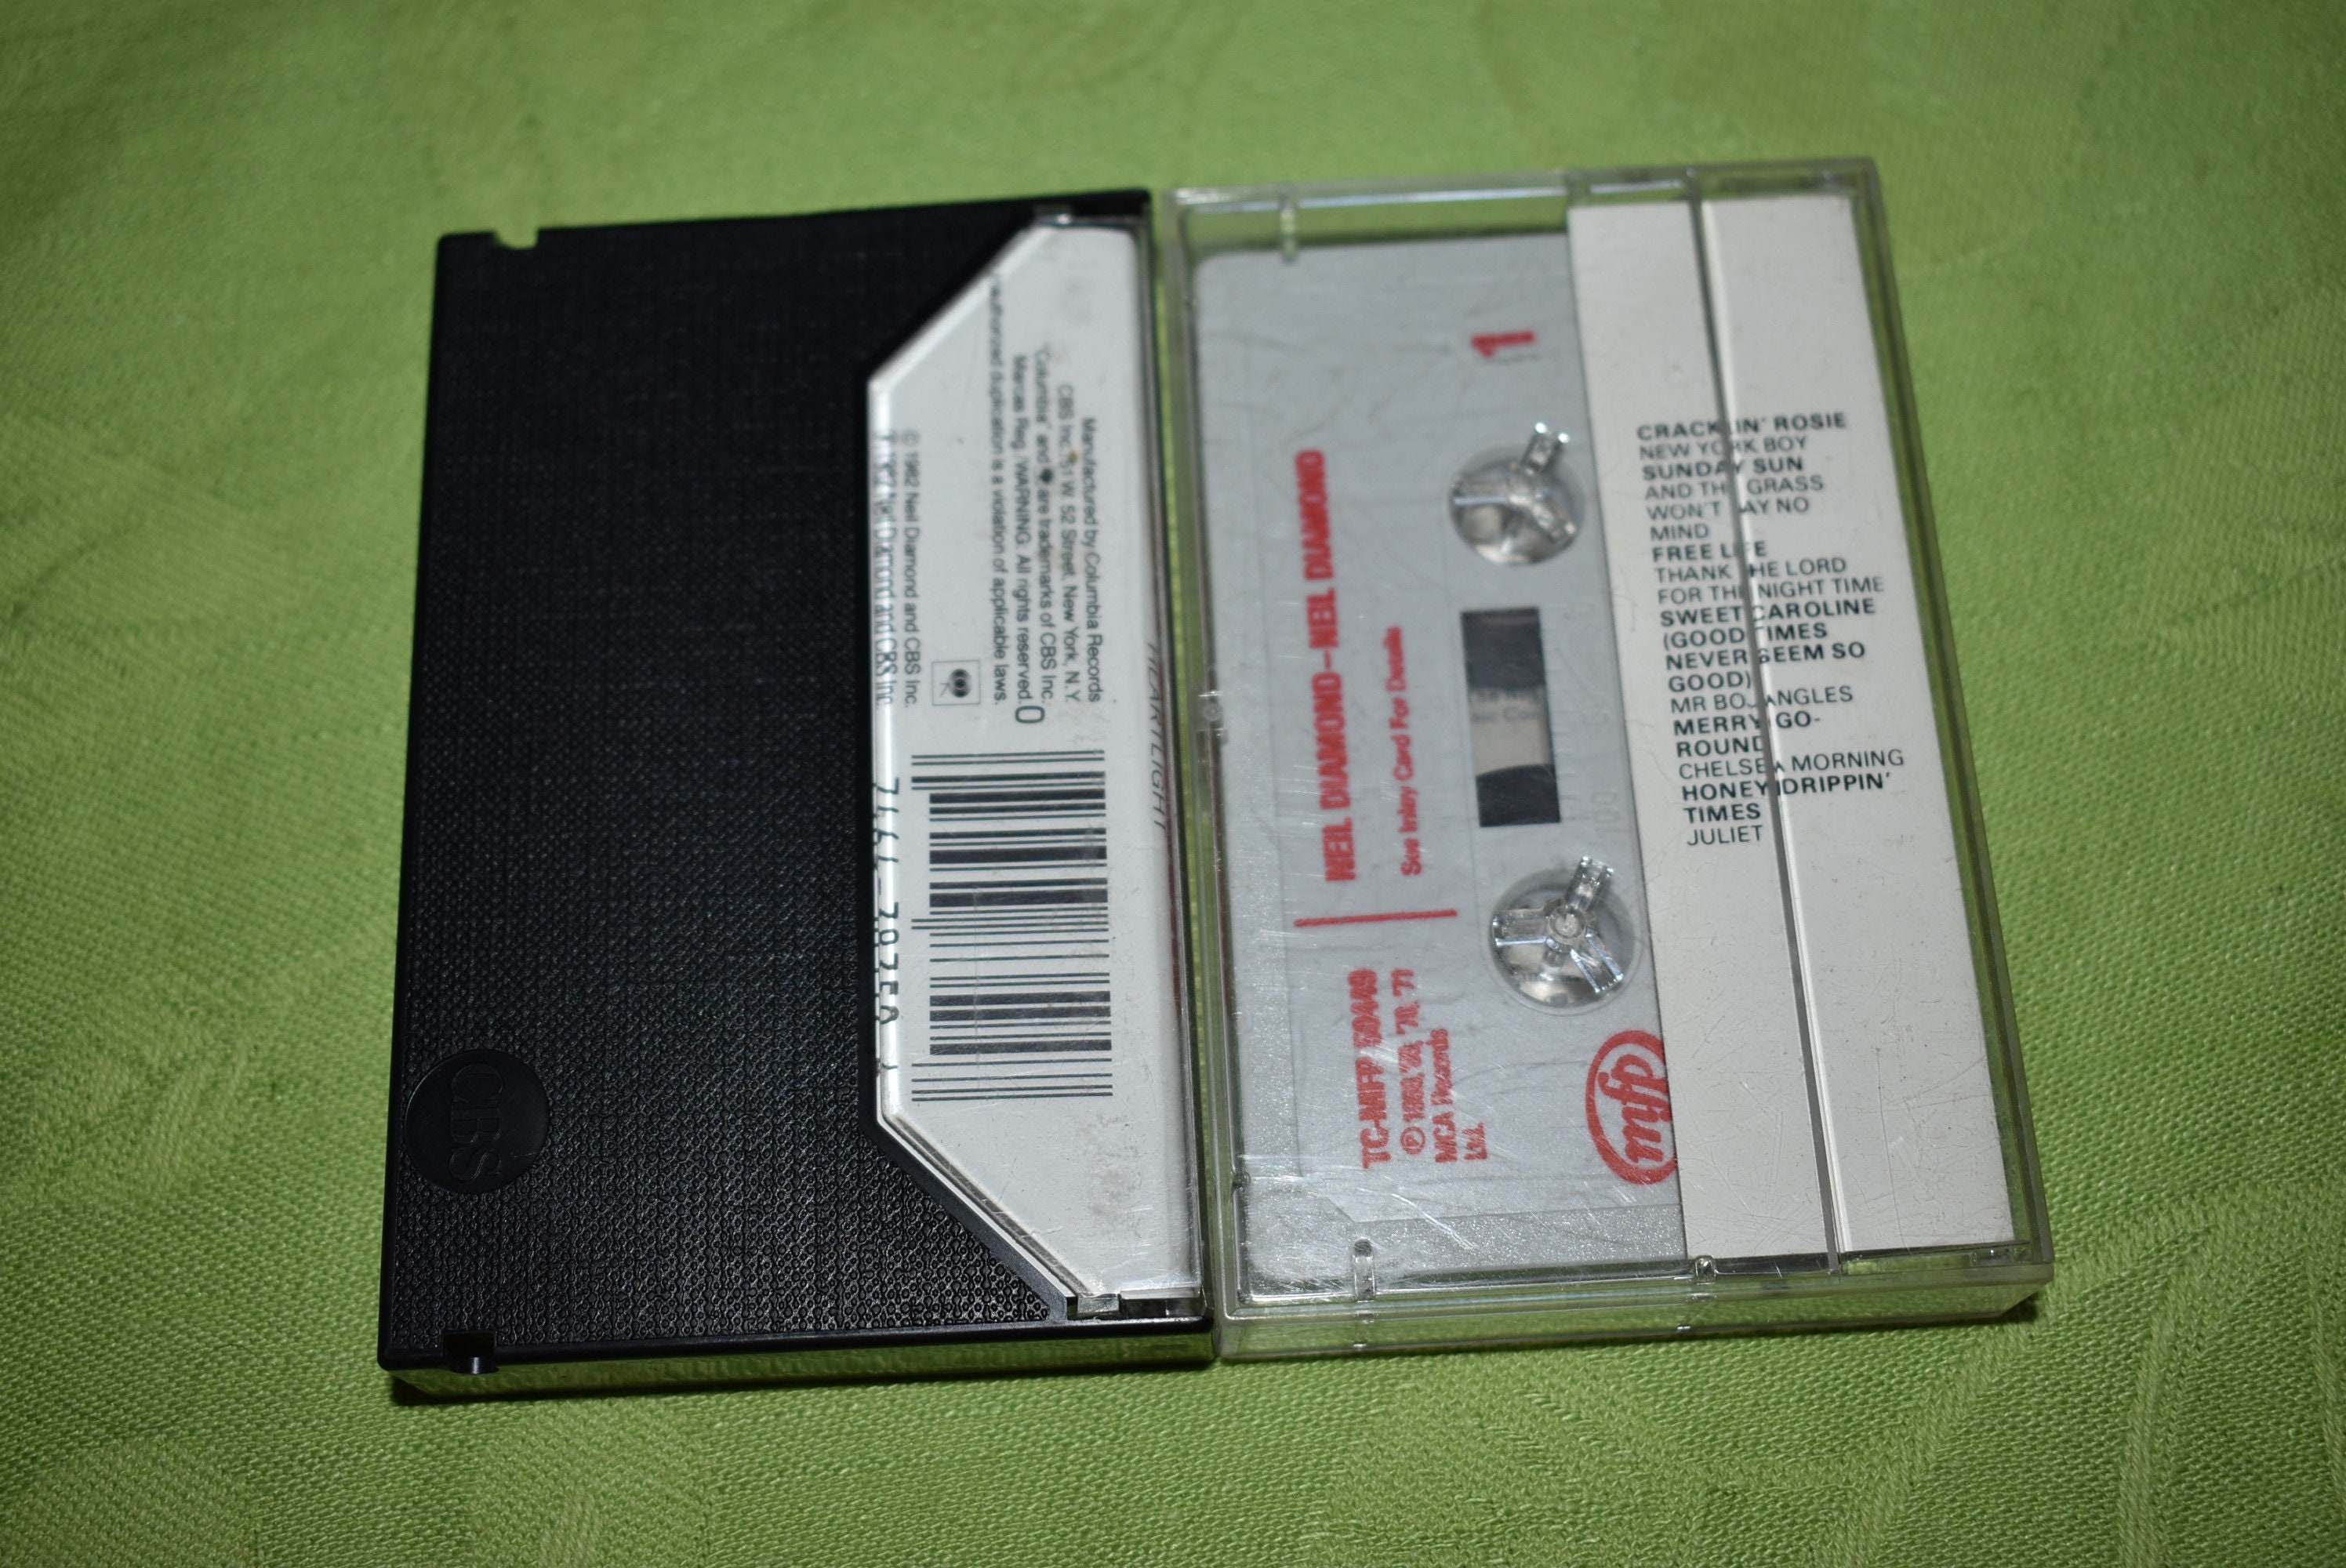 Manufactured by Columbia Records
CBS Inc. 51 W 52 Street, New York, N.Y.
"Columbia" and are trademarks of CBS Inc.
Marcas Reg. WARNING: All rights reserved.
unauthorized duplication is a violation of applicable laws.
© 1982 Neil Diamond and CBS Inc.
HEARTLIGHT
CBS
1
NEIL DIAMOND–NEIL DIAMOND
See Inlay Card For Details
TC-MFP 50449
MCA Records
Ltd.
mfp
CRACKLIN' ROSIE
NEW YORK BOY
SUNDAY SUN
AND THE GRASS
WON'T PAY NO
MIND
FREE LIFE
THANK THE LORD
FOR THE NIGHT TIME
SWEET CAROLINE
(GOOD TIMES
NEVER SEEM SO
GOOD)
MR BOJANGLES
MERRY-GO-
ROUND
CHELSEA MORNING
HONEY DRIPPIN'
TIMES
JULIET